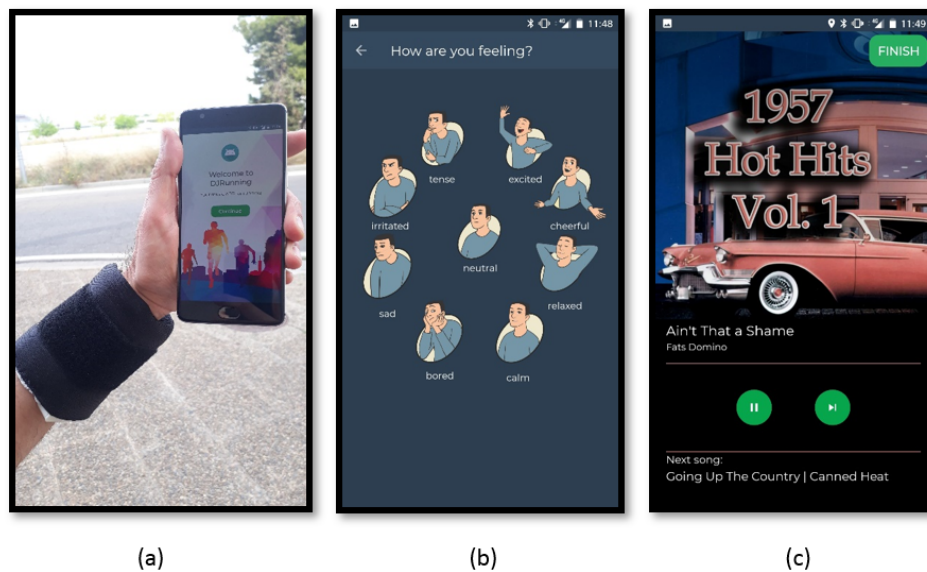 Welcome to
DJRunning
(a)
11:48
How are you feeling?
tense
excited
irritated
cheerful
neutral
sad
relaxed
bored
calm
(b)
11:49
FINISH
1957
Hot Hits
Vol. 1
Ain't That a Shame
Fats Domino
Next song:
Going Up The Country | Canned Heat
(c)